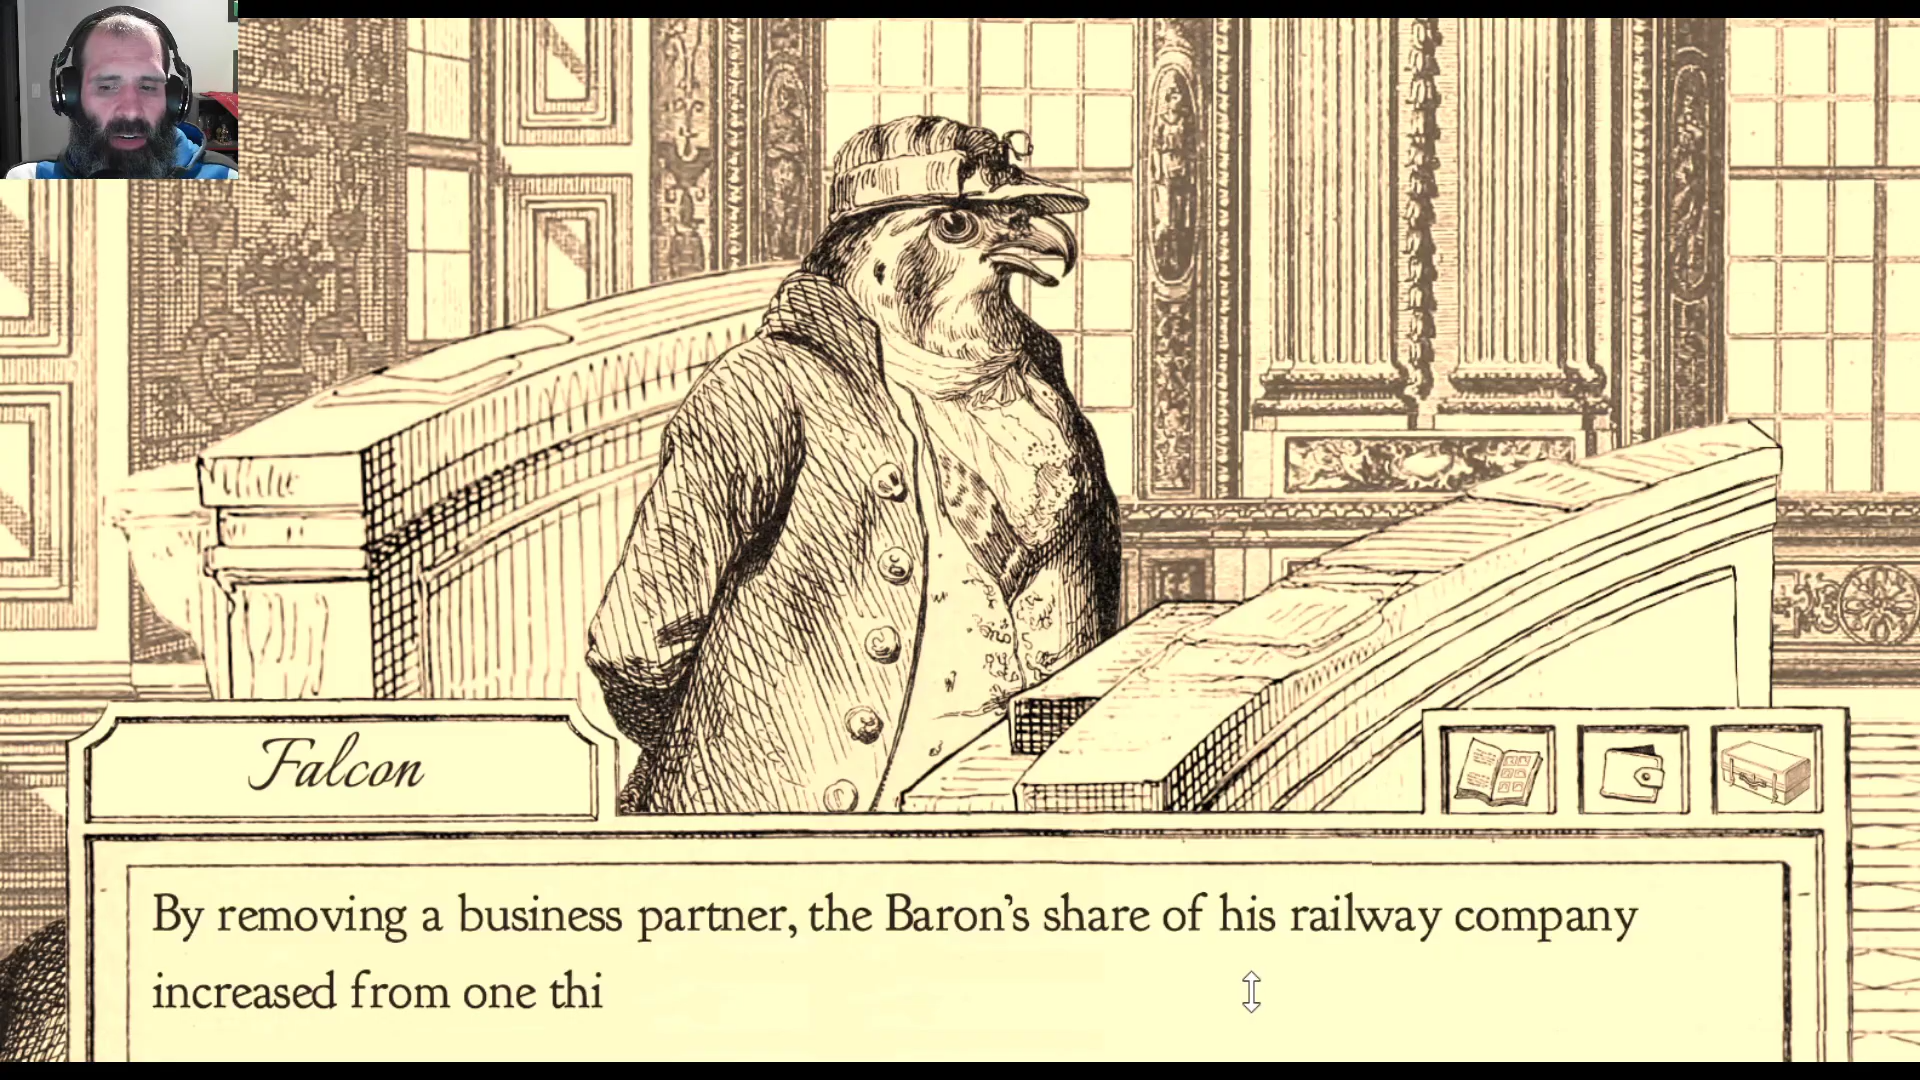 Falcon
By removing a business partner, the Baron's share of his railway company
increased from one thi